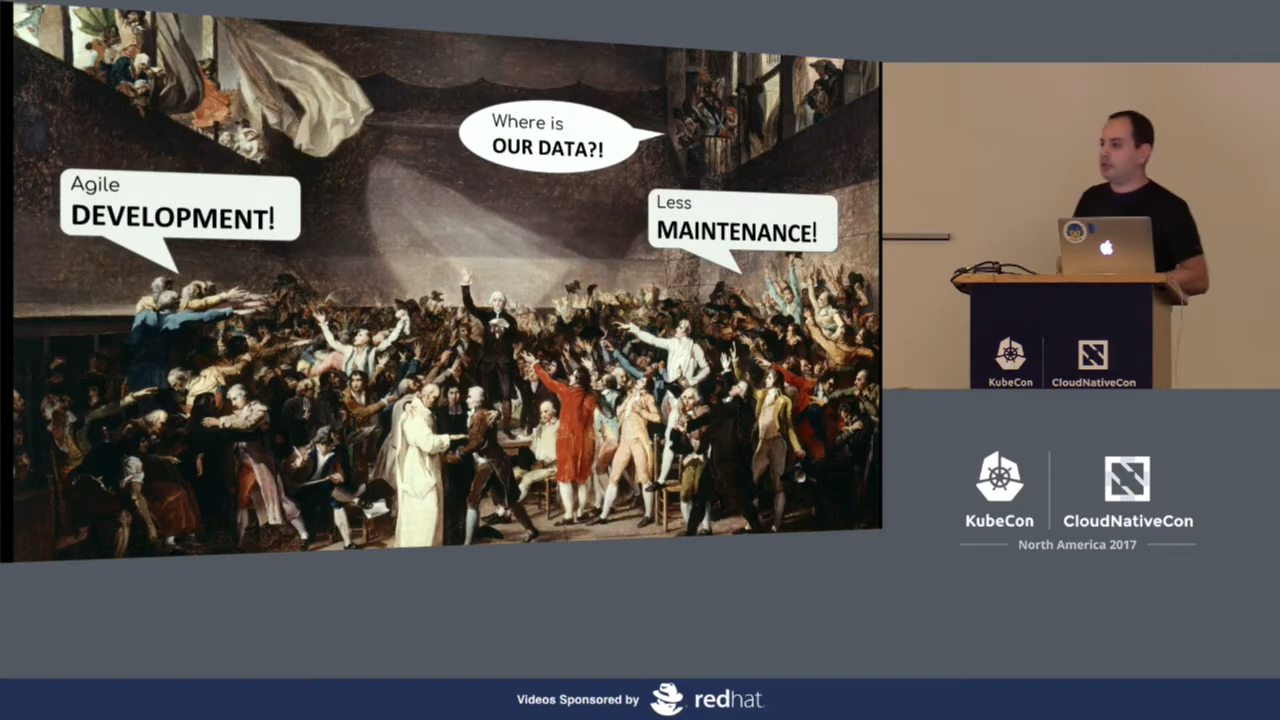 Where is
OUR DATA?!
Agile
DEVELOPMENT!
Less
MAINTENANCE!
KubeCon
CloudNativeCon
KubeCon
CloudNativeCon
North America 2017
Videos Sponsored by
redhat